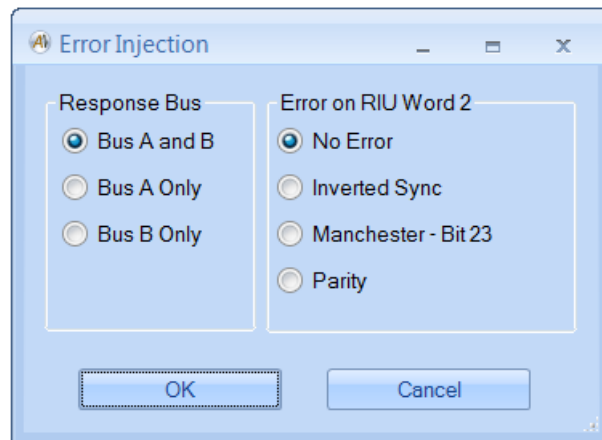 Error Injection
Response Bus
Bus A and B
Bus A Only
Bus B Only
Error on RIU Word 2
No Error
Inverted Sync
Manchester - Bit 23
Parity
OK
Cancel